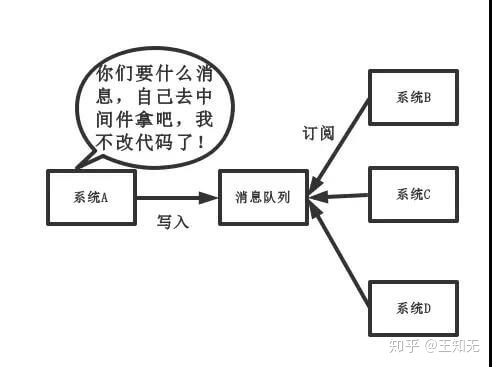 你们要什么消
息，自己去中
间件拿吧，我
不改代码了！
系统A
写入
消息队列
订阅
系统B
系统C
系统D
知乎 @王知无